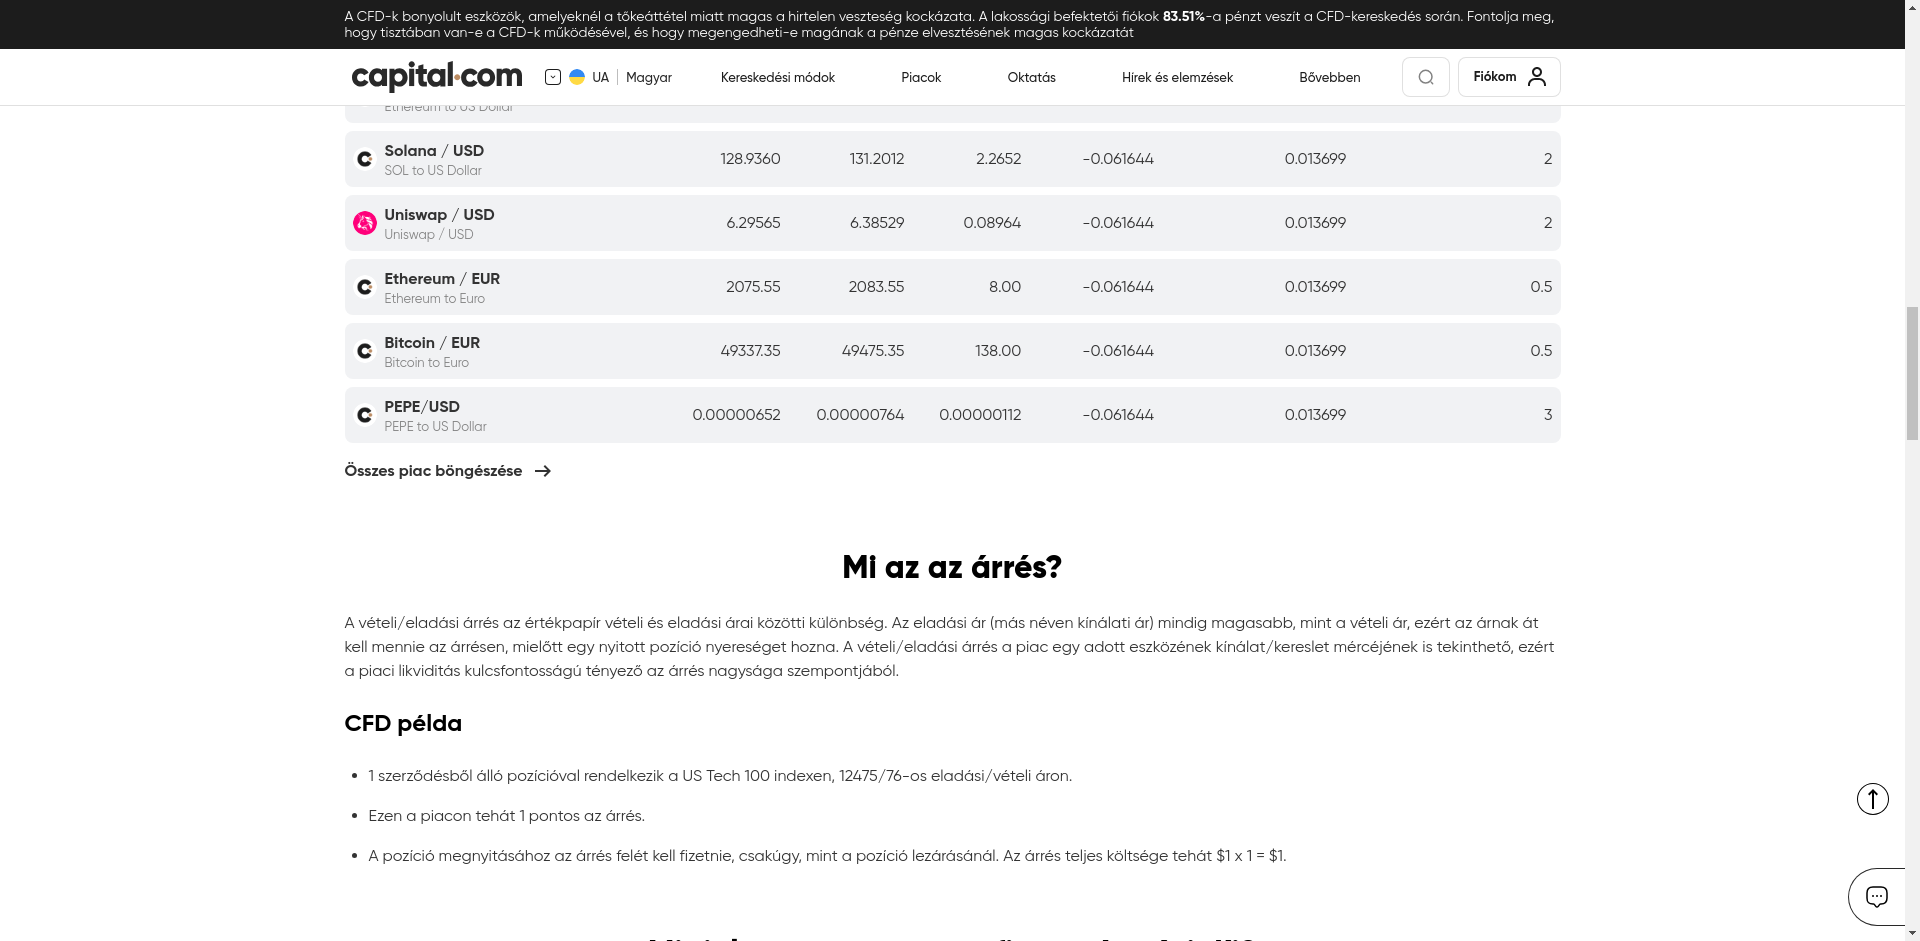 A CFD-k bonyolult eszközök, amelyeknél a tőkeáttétel miatt magas a hirtelen veszteség kockázata. A lakossági befektetői fiókok 83.51%-a pénzt veszít a CFD-kereskedés során. Fontolja meg,
hogy tisztában van-e a CFD-k működésével, és hogy megengedheti-e magának a pénze elvesztésének magas kockázatát
capital.com UA Magyar Kereskedési módok Piacok Oktatás Hírek és elemzések Bővebben Fiókom
Ethereum to US Dollar
Solana / USD
SOL to US Dollar
128.9360 131.2012 2.2652 -0.061644 0.013699 2
Uniswap / USD
Uniswap / USD
6.29565 6.38529 0.08964 -0.061644 0.013699 2
Ethereum / EUR
Ethereum to Euro
2075.55 2083.55 8.00 -0.061644 0.013699 0.5
Bitcoin / EUR
Bitcoin to Euro
49337.35 49475.35 138.00 -0.061644 0.013699 0.5
PEPE/USD
PEPE to US Dollar
0.00000652 0.00000764 0.00000112 -0.061644 0.013699 3
Összes piac böngészése
Mi az az árrés?
A vételi/eladási árrés az értékpapír vételi és eladási árai közötti különbség. Az eladási ár (más néven kínálati ár) mindig magasabb, mint a vételi ár, ezért az árnak át
kell mennie az árrésen, mielőtt egy nyitott pozíció nyereséget hozna. A vételi/eladási árrés a piac egy adott eszközének kínálat/kereslet mércéjének is tekinthető, ezért
a piaci likviditás kulcsfontosságú tényező az árrés nagysága szempontjából.
CFD példa
• 1 szerződésből álló pozícióval rendelkezik a US Tech 100 indexen, 12475/76-os eladási/vételi áron.
• Ezen a piacon tehát 1 pontos az árrés.
• A pozíció megnyitásához az árrés felét kell fizetnie, csakúgy, mint a pozíció lezárásánál. Az árrés teljes költsége tehát $1 x 1 = $1.